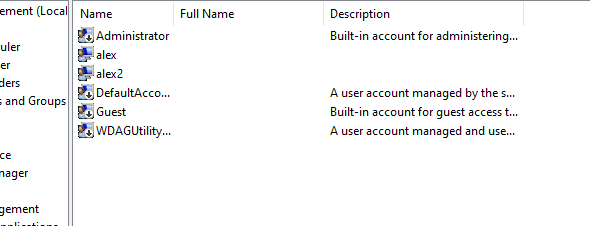 ement (Local
Name Full Name Description
Administrator Built-in account for administering...
uler
alex
er
alex2
ders
DefaultAcco... A user account managed by the s...
s and Groups
Guest Built-in account for guest access t...
WDAGUtility... A user account managed and use...
ce
nager
gement